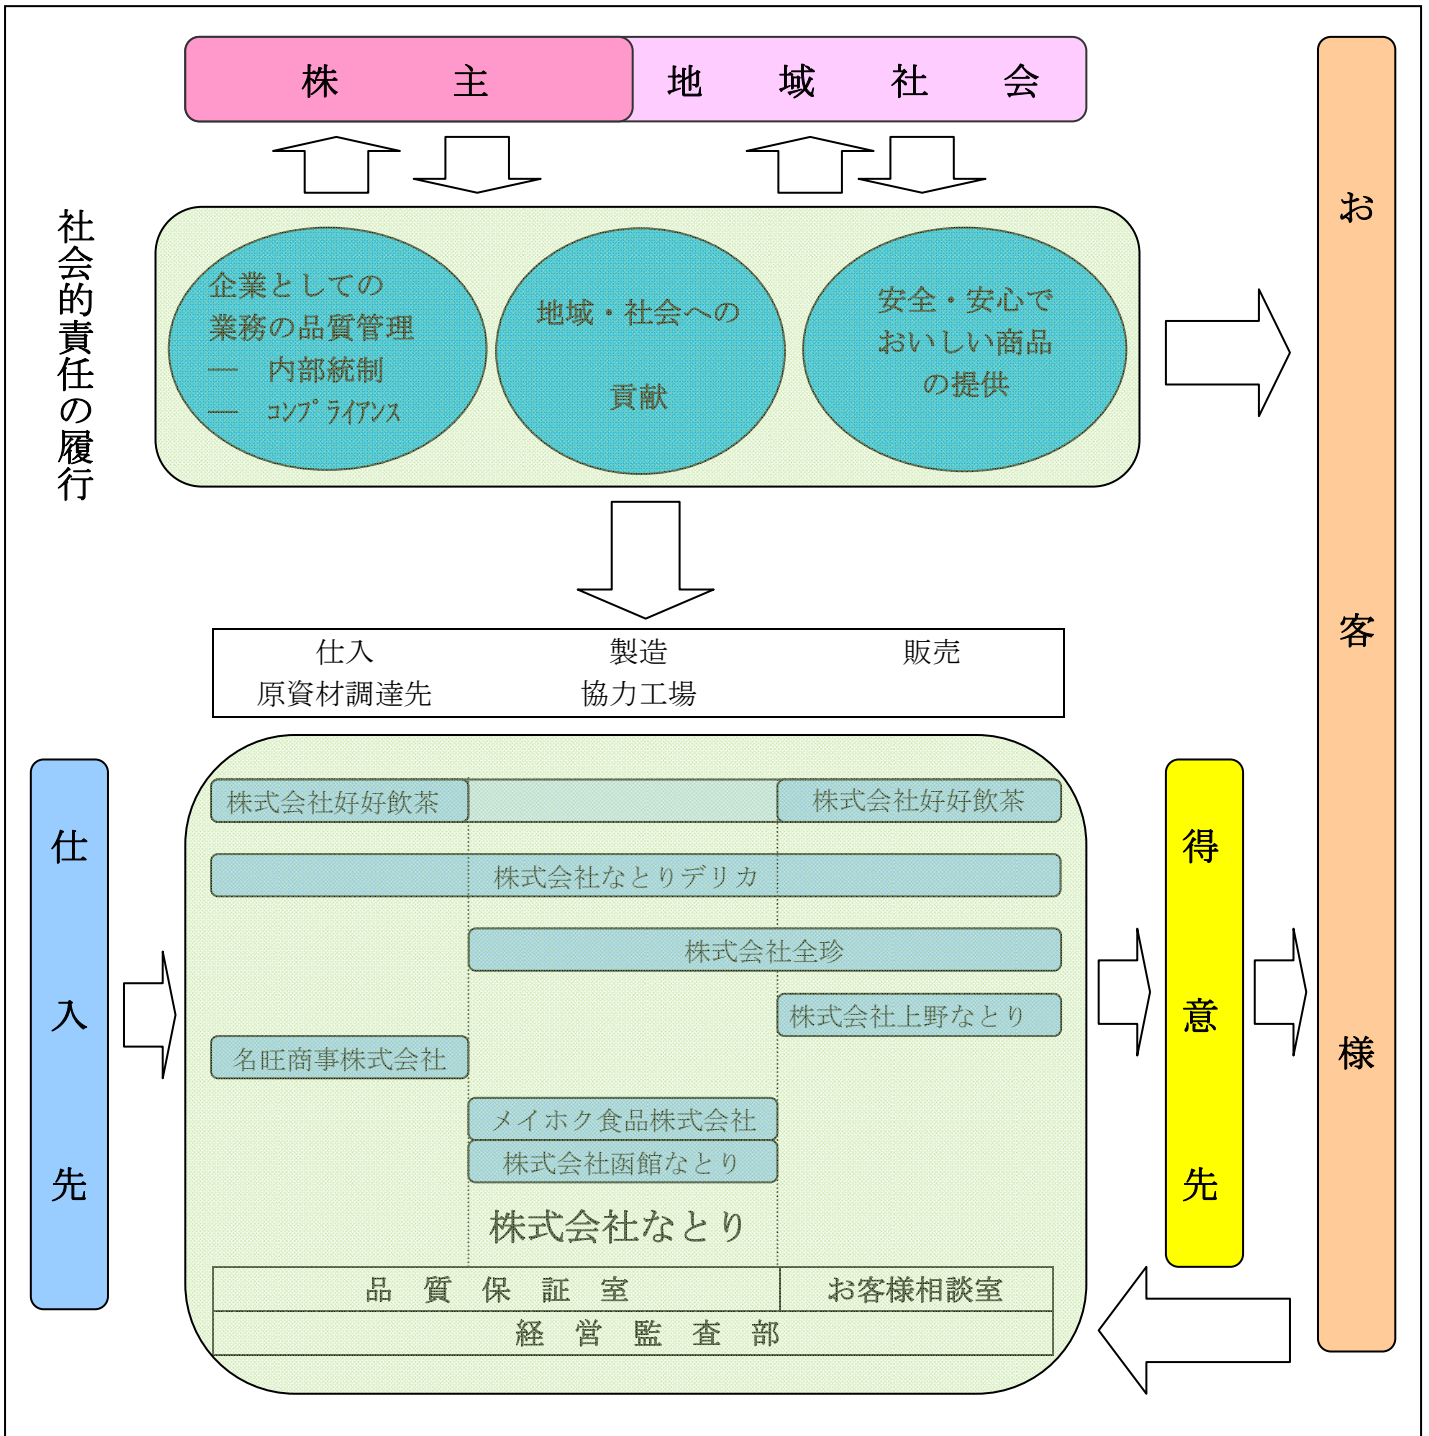 株主
地域社会
社会的責任の履行
企業としての
業務の品質管理
― 内部統制
― ｺﾝﾌﾟﾗｲｱﾝｽ
地域・社会への
貢献
安全・安心で
おいしい商品
の提供
お客様
仕入 製造 販売
原資材調達先 協力工場
仕入先
株式会社好好飲茶 株式会社好好飲茶
株式会社なとりデリカ
株式会社全珍
株式会社上野なとり
名旺商事株式会社
メイホク食品株式会社
株式会社函館なとり
株式会社なとり
品質保証室 お客様相談室
経営監査部
得意先